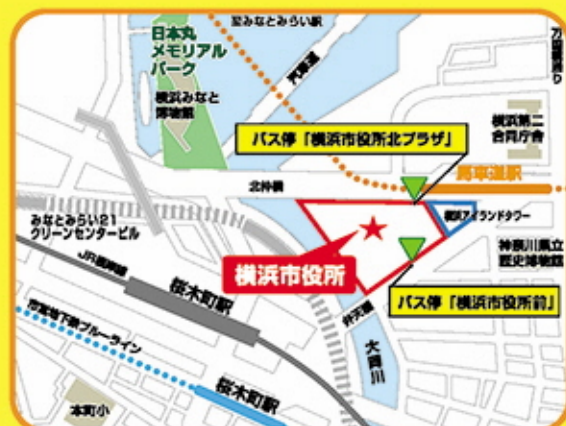 至みなとみらい駅
日本丸
メモリアル
パーク
汽車道
万国橋通り
横浜みなと
博物館
横浜第二
合同庁舎
バス停「横浜市役所北プラザ」
北仲橋
馬車道駅
横浜アイランドタワー
みなとみらい21
クリーンセンタービル
神奈川県立
歴史博物館
横浜市役所
JR根岸線
桜木町駅
バス停「横浜市役所前」
弁天橋
大岡川
市営地下鉄ブルーライン
桜木町駅
本町小